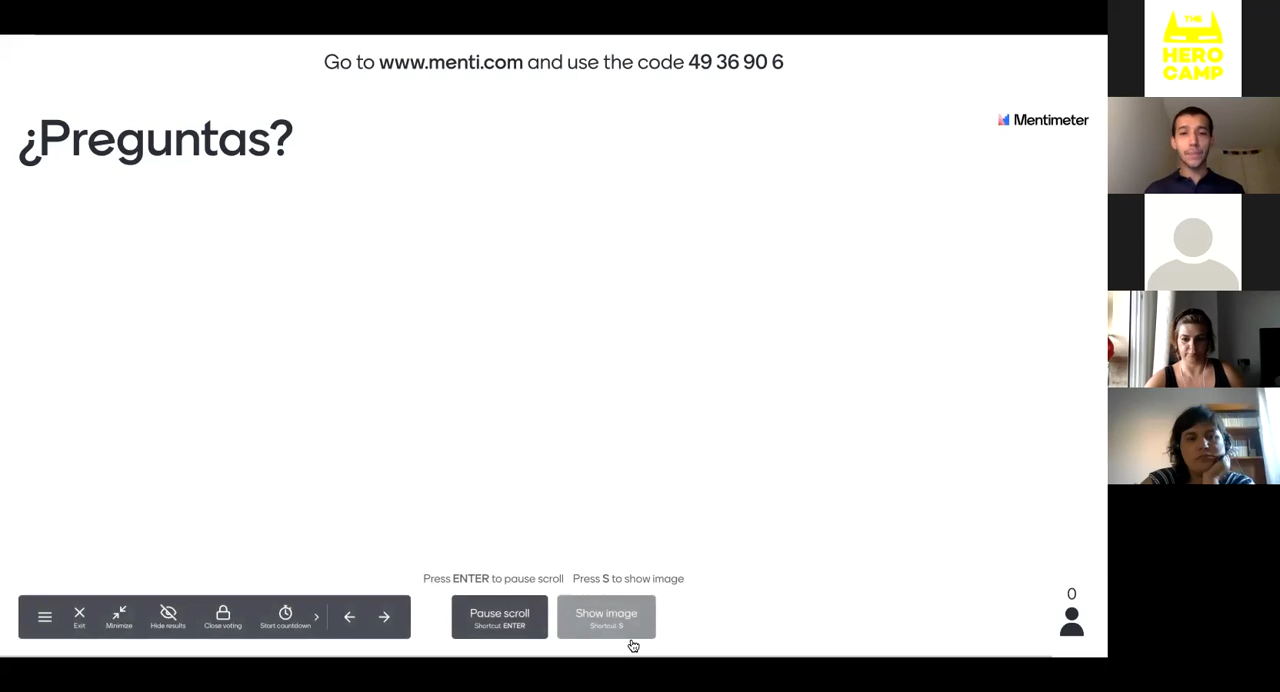 Go to www.menti.com and use the code 49 36 90 6
THE
HERO
CAMP
¿Preguntas?
Mentimeter
Press ENTER to pause scroll Press S to show image
Exit
Minimize
Hide results
Close voting
Start countdown
Pause scroll
Shortcut ENTER
Show image
Shortcut S
0